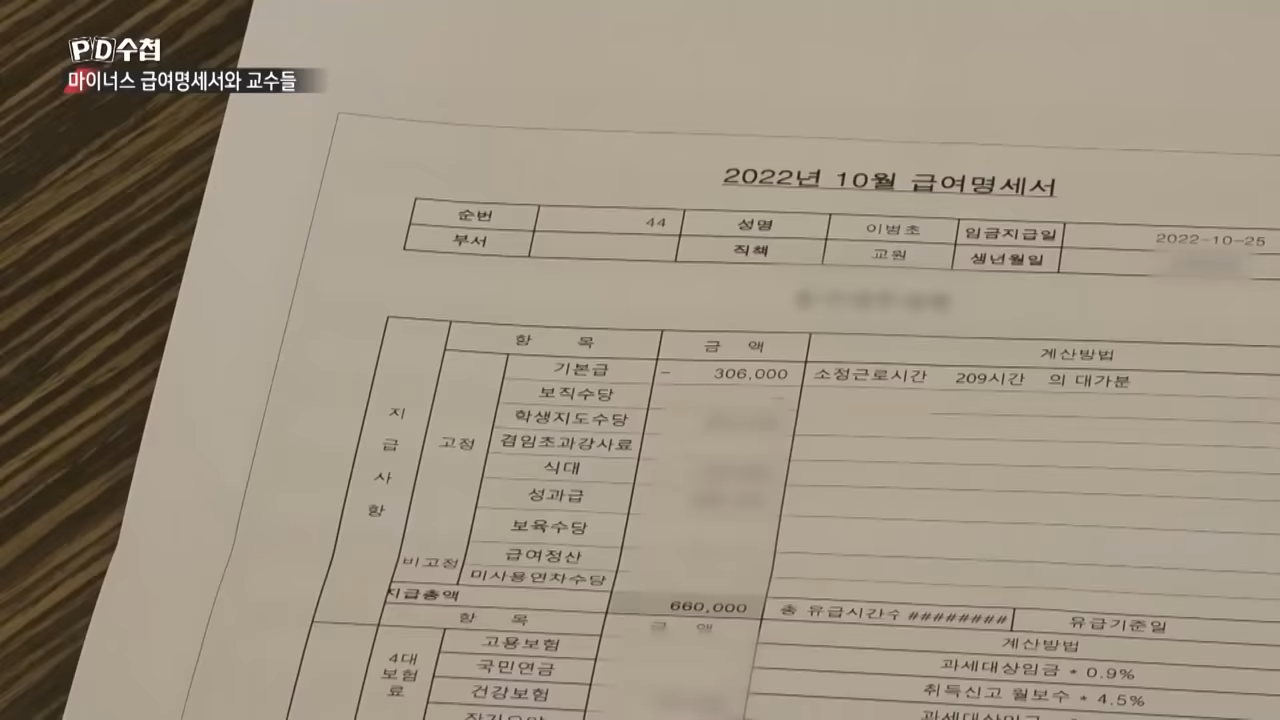 PD수첩
마이너스 급여명세서와 교수들
2022년 10월 급여명세서
순번 44 성명 이범초 임금지급일 2022-10-25
부서 직책 교원 생년월일
항 목 금 액 계산방법
지급사항
고정
기본급 - 306,000 소정근로시간 209시간 의 대가분
보직수당 -
학생지도수당
겸임초과강사료
식대
성과급
보육수당
비고정
급여정산
미사용연차수당
지급총액 660,000 총 유급시간수 ######## 유급기준일
항 목 금 액 계산방법
4대보험료
고용보험 과세대상임금 * 0.9%
국민연금 취득신고 월보수 * 4.5%
건강보험